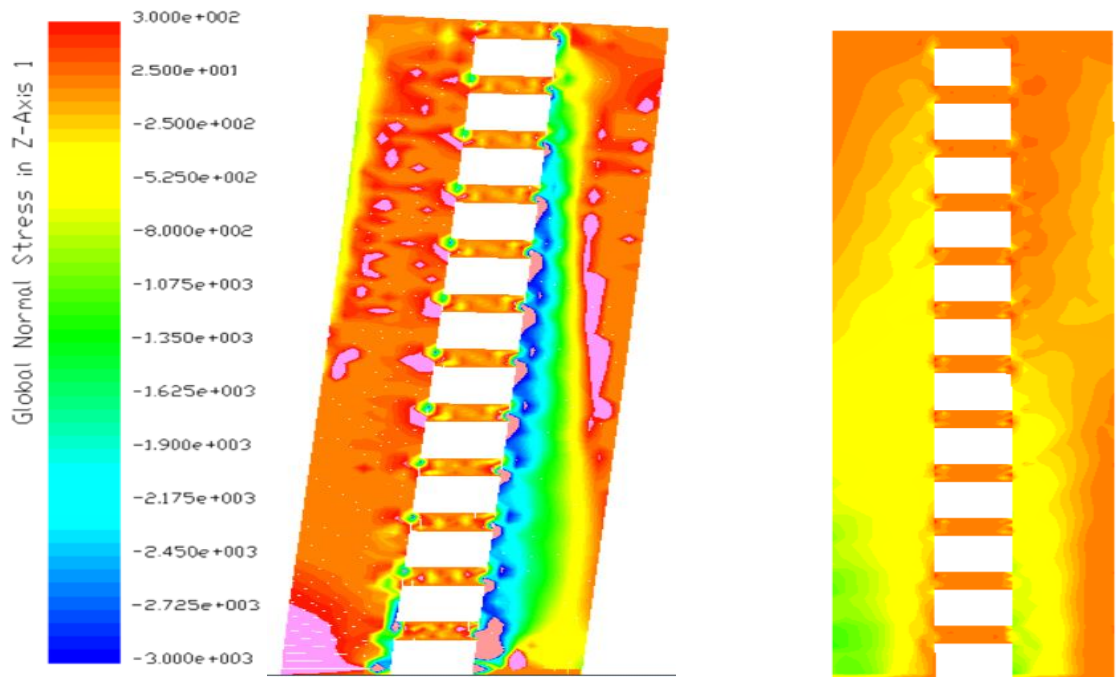 Global Normal Stress in Z-Axis 1
3.000e+002
2.500e+001
-2.500e+002
-5.250e+002
-8.000e+002
-1.075e+003
-1.350e+003
-1.625e+003
-1.900e+003
-2.175e+003
-2.450e+003
-2.725e+003
-3.000e+003